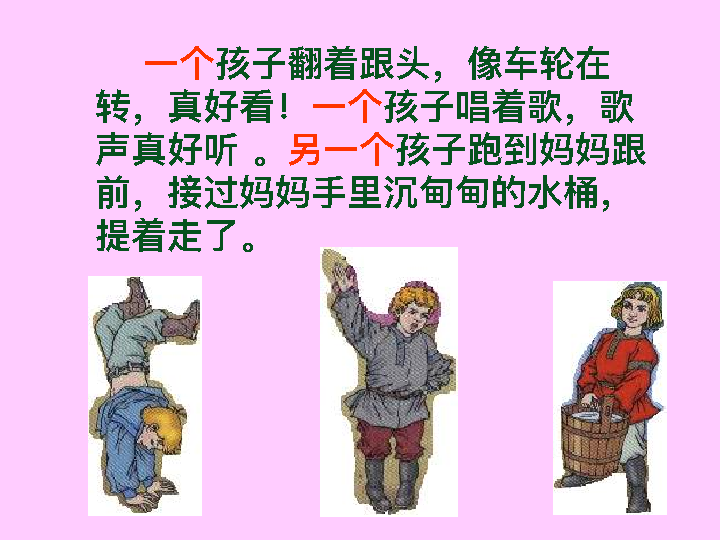 一个孩子翻着跟头，像车轮在
转，真好看！一个孩子唱着歌，歌
声真好听 。另一个孩子跑到妈妈跟
前，接过妈妈手里沉甸甸的水桶，
提着走了。